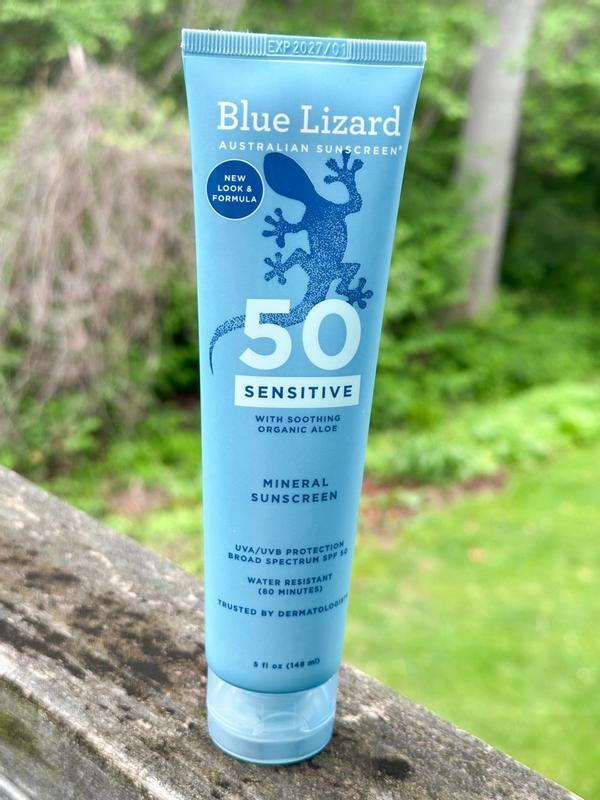 EXP 2027/01
Blue Lizard
AUSTRALIAN SUNSCREEN®
NEW
LOOK &
FORMULA
50
SENSITIVE
WITH SOOTHING
ORGANIC ALOE
MINERAL
SUNSCREEN
UVA/UVB PROTECTION
BROAD SPECTRUM SPF 50
WATER RESISTANT
(80 MINUTES)
TRUSTED BY DERMATOLOGISTS
5 fl oz (148 ml)